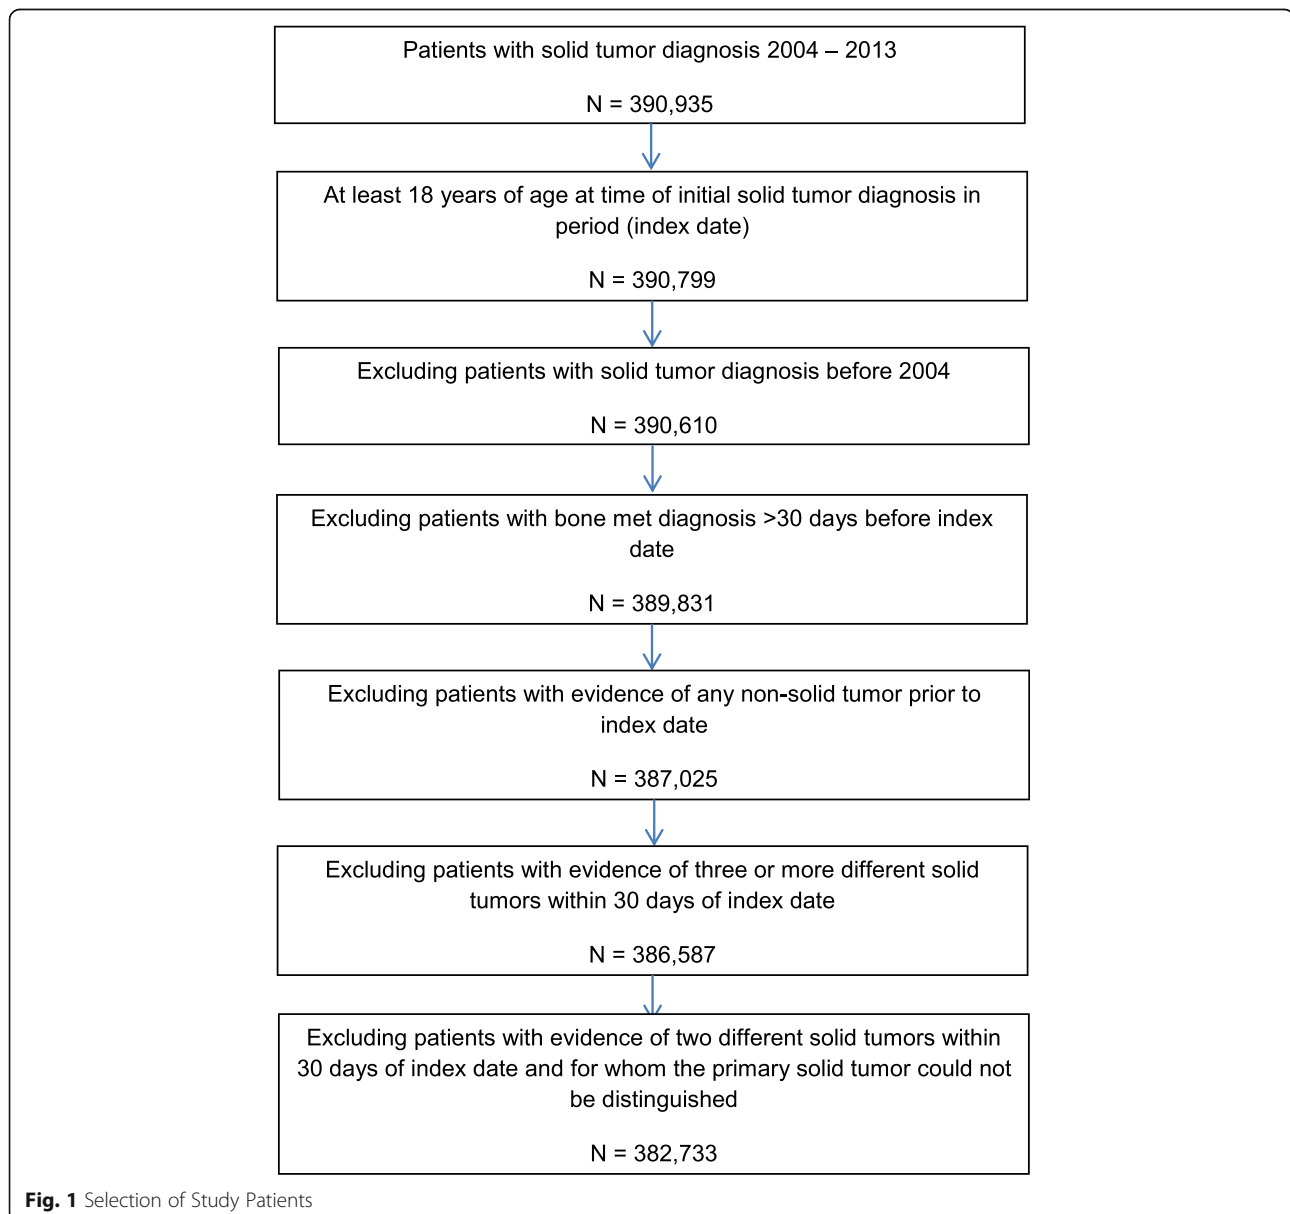 Patients with solid tumor diagnosis 2004 – 2013
N = 390,935
At least 18 years of age at time of initial solid tumor diagnosis in
period (index date)
N = 390,799
Excluding patients with solid tumor diagnosis before 2004
N = 390,610
Excluding patients with bone met diagnosis >30 days before index
date
N = 389,831
Excluding patients with evidence of any non-solid tumor prior to
index date
N = 387,025
Excluding patients with evidence of three or more different solid
tumors within 30 days of index date
N = 386,587
Excluding patients with evidence of two different solid tumors within
30 days of index date and for whom the primary solid tumor could not
be distinguished
N = 382,733
Fig. 1 Selection of Study Patients